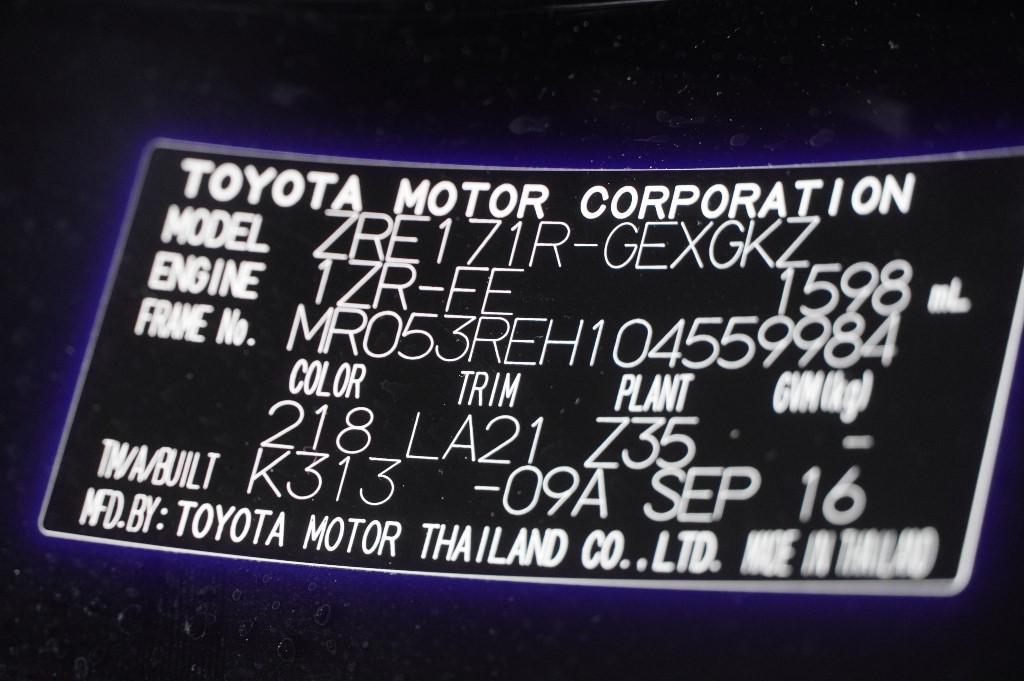 TOYOTA MOTOR CORPORATION
MODEL ZRE171R-GEXGKZ
ENGINE 1ZR-FE 1598 mL
FRAME No. MR053REH104559984
COLOR TRIM PLANT GVM(kg)
218 LA21 Z35 -
TM/A/BUILT K313 -09A SEP 16
MFD.BY: TOYOTA MOTOR THAILAND CO.,LTD. MADE IN THAILAND